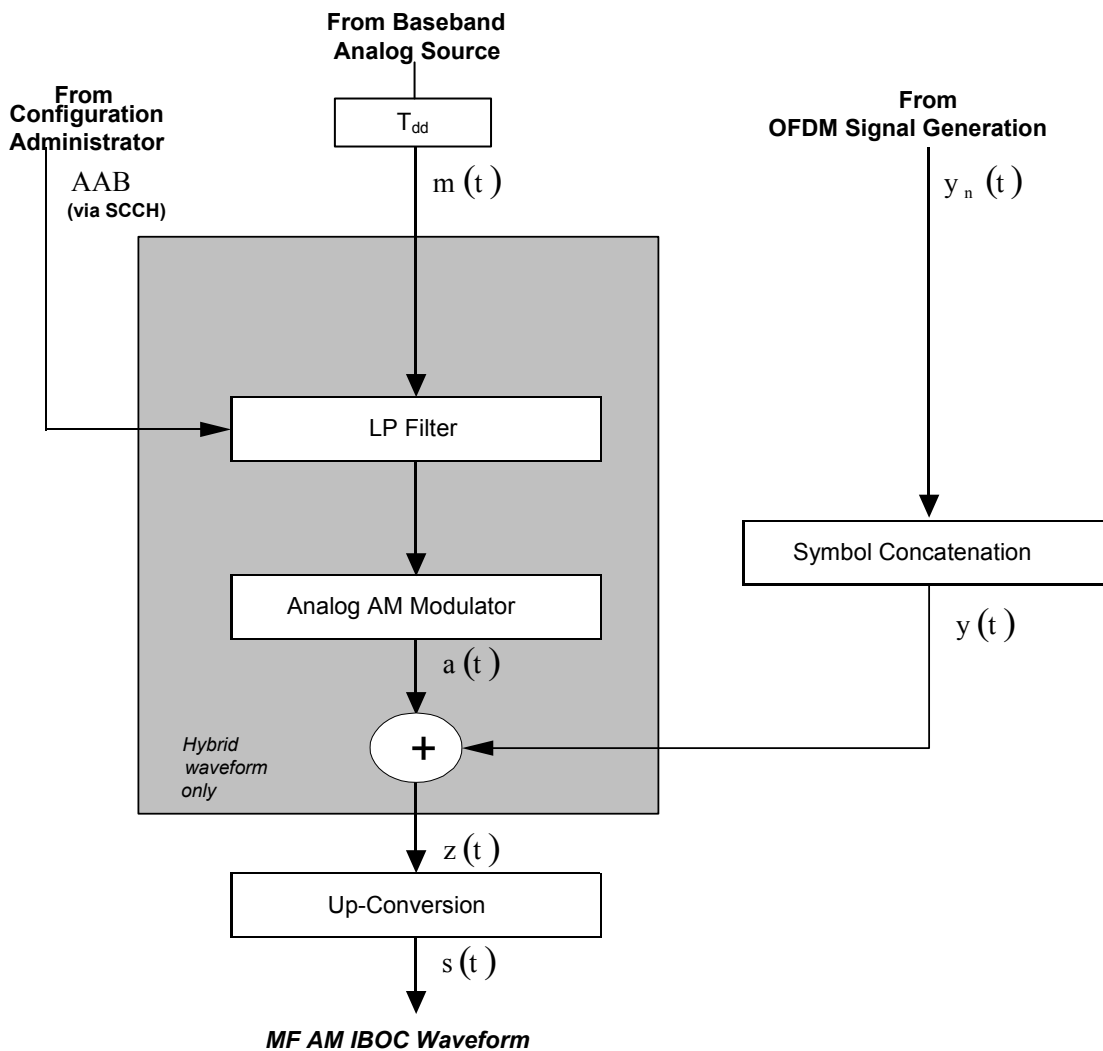 From Baseband
Analog Source
From
Configuration
Administrator
From
OFDM Signal Generation
T_dd
AAB
(via SCCH)
m (t)
y_n (t)
LP Filter
Symbol Concatenation
Analog AM Modulator
y (t)
a (t)
+
Hybrid
waveform
only
z (t)
Up-Conversion
s (t)
MF AM IBOC Waveform